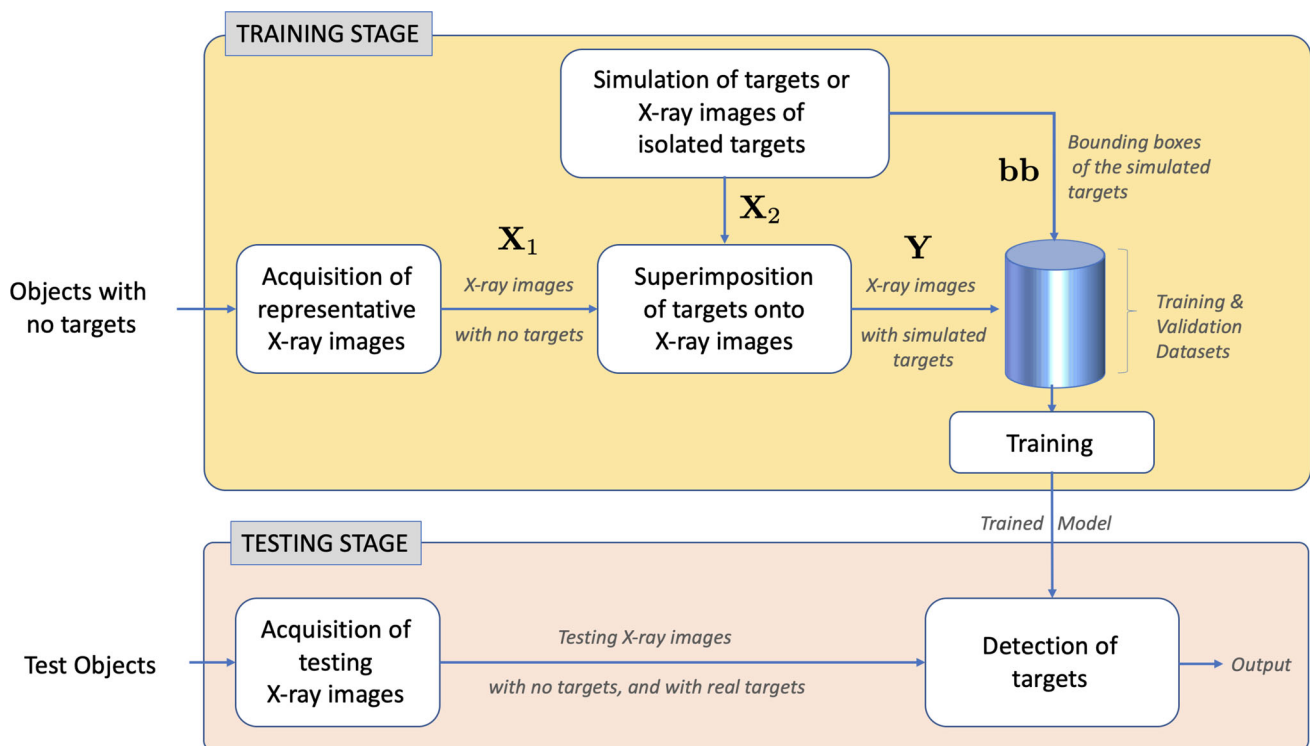 TRAINING STAGE
Simulation of targets or
X-ray images of
isolated targets
Bounding boxes
of the simulated
targets
bb
X₂
X₁
Y
Objects with
no targets
Acquisition of
representative
X-ray images
X-ray images
with no targets
Superimposition
of targets onto
X-ray images
X-ray images
with simulated
targets
Training &
Validation
Datasets
Training
Trained Model
TESTING STAGE
Test Objects
Acquisition of
testing
X-ray images
Testing X-ray images
with no targets, and with real targets
Detection of
targets
Output